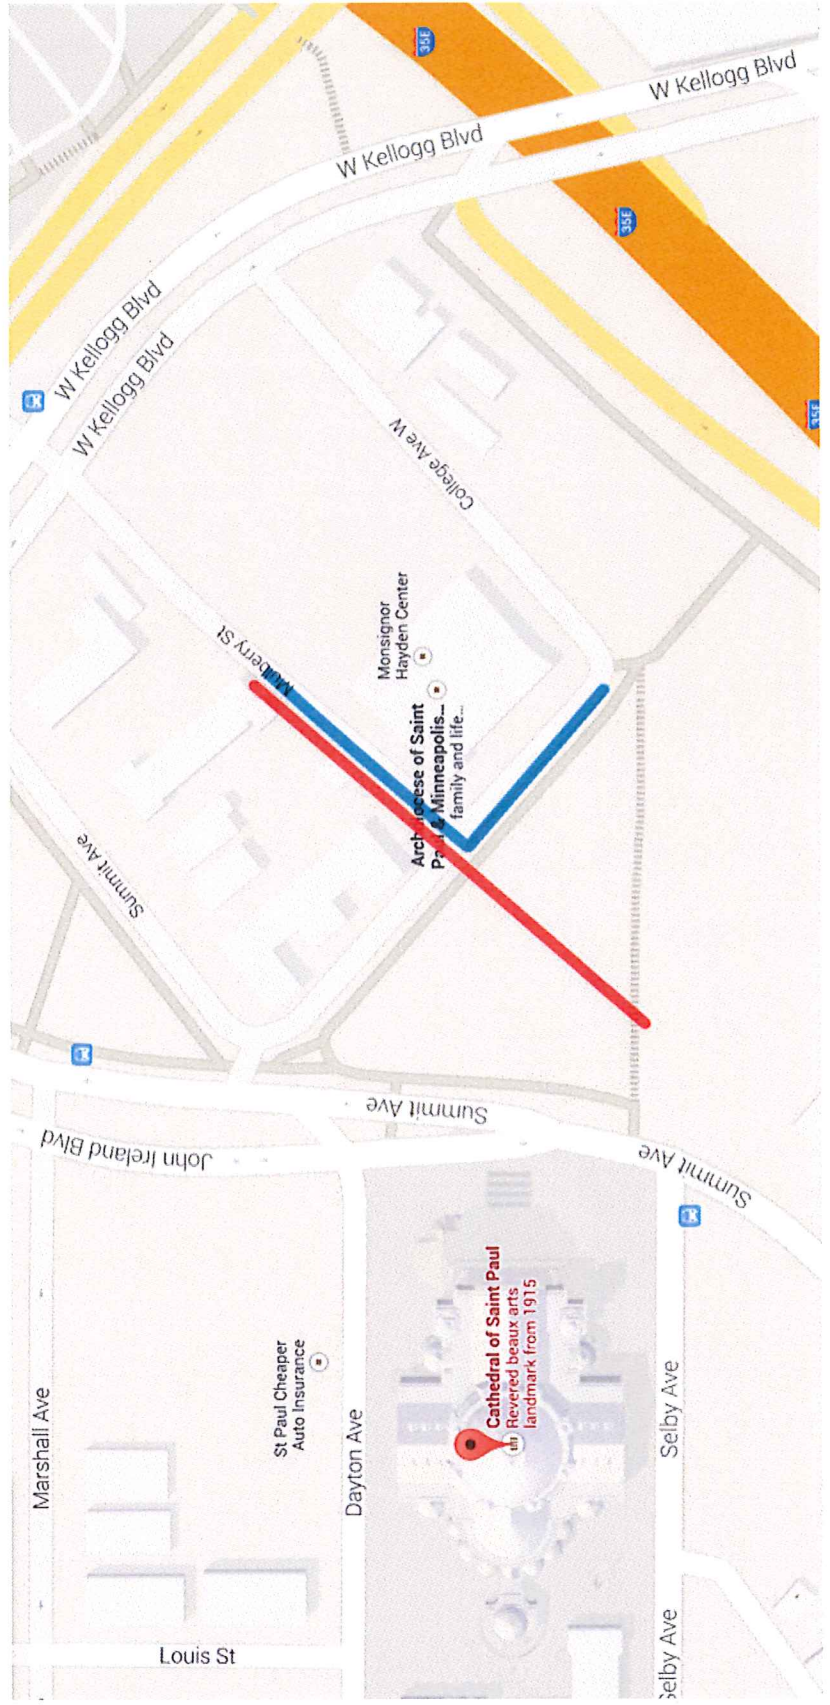 35E
W Kellogg Blvd
W Kellogg Blvd
35E
W Kellogg Blvd
W Kellogg Blvd
35E
College Ave W
Mulberry St
Monsignor
Hayden Center
Archdiocese of Saint
Paul & Minneapolis...
family and life...
Summit Ave
Summit Ave
John Ireland Blvd
Summit Ave
Cathedral of Saint Paul
Revered beaux arts
landmark from 1915
St Paul Cheaper
Auto Insurance
Marshall Ave
Dayton Ave
Selby Ave
Louis St
Selby Ave